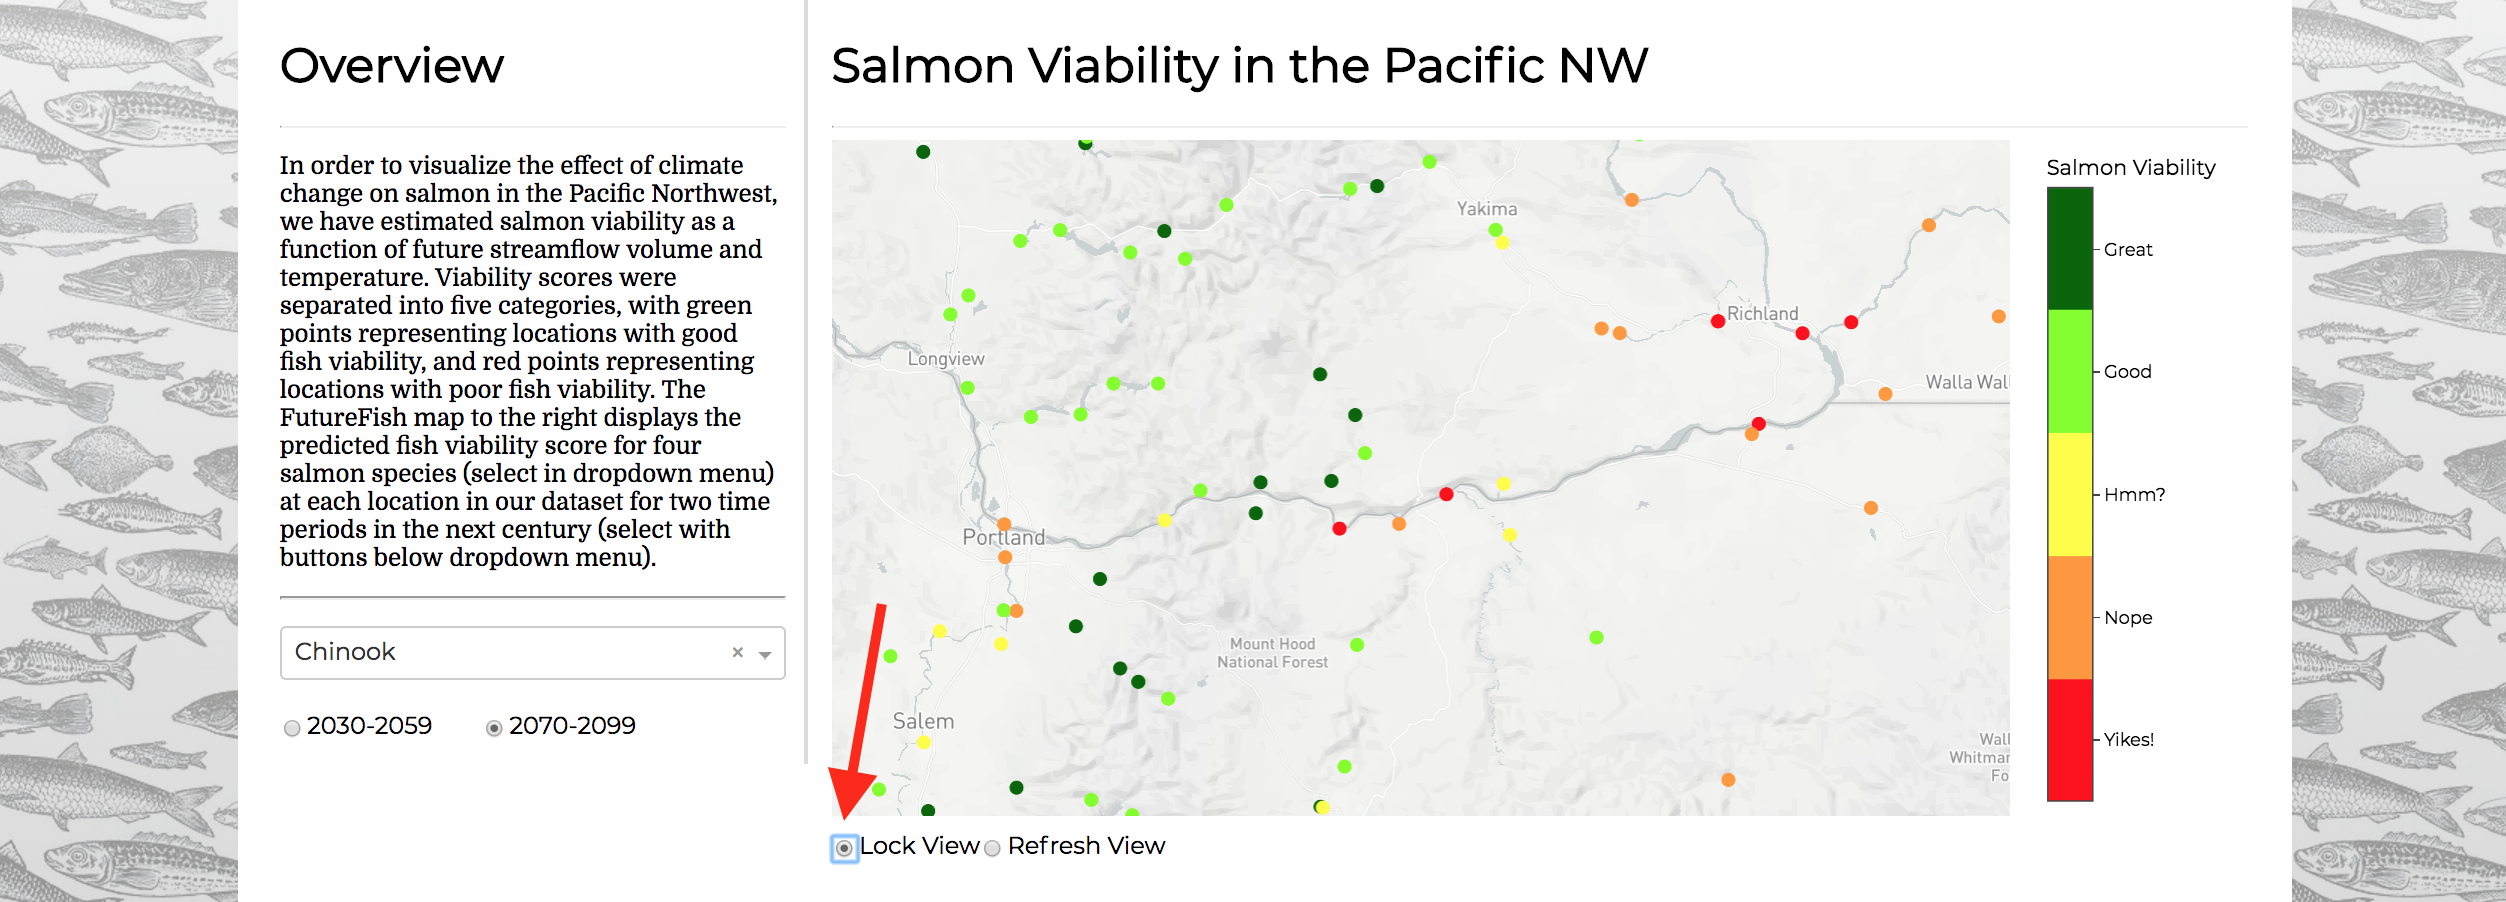 Overview
In order to visualize the effect of climate
change on salmon in the Pacific Northwest,
we have estimated salmon viability as a
function of future streamflow volume and
temperature. Viability scores were
separated into five categories, with green
points representing locations with good
fish viability, and red points representing
locations with poor fish viability. The
FutureFish map to the right displays the
predicted fish viability score for four
salmon species (select in dropdown menu)
at each location in our dataset for two time
periods in the next century (select with
buttons below dropdown menu).
Chinook
× 
2030-2059
2070-2099
Salmon Viability in the Pacific NW
Yakima
Richland
Longview
Walla Wal
Portland
Mount Hood
National Forest
Salem
Wall
Whitman
Fo
Salmon Viability
Great
Good
Hmm?
Nope
Yikes!
Lock View
Refresh View